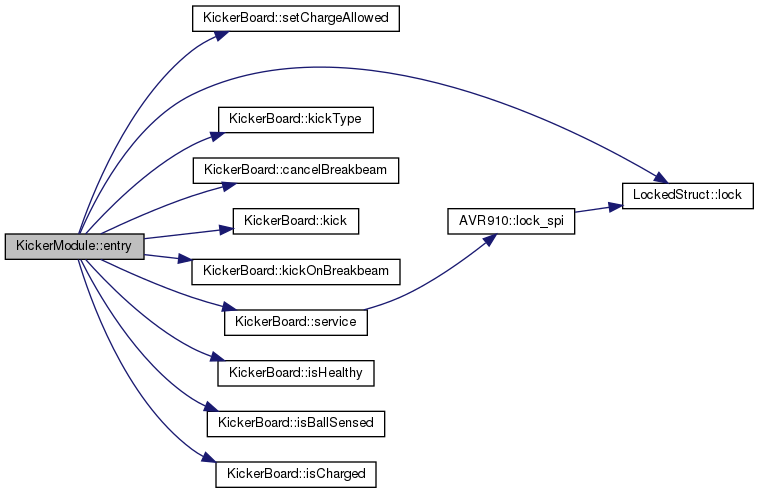 KickerBoard::setChargeAllowed
KickerBoard::kickType
KickerBoard::cancelBreakbeam
LockedStruct::lock
KickerBoard::kick
AVR910::lock_spi
KickerModule::entry
KickerBoard::kickOnBreakbeam
KickerBoard::service
KickerBoard::isHealthy
KickerBoard::isBallSensed
KickerBoard::isCharged